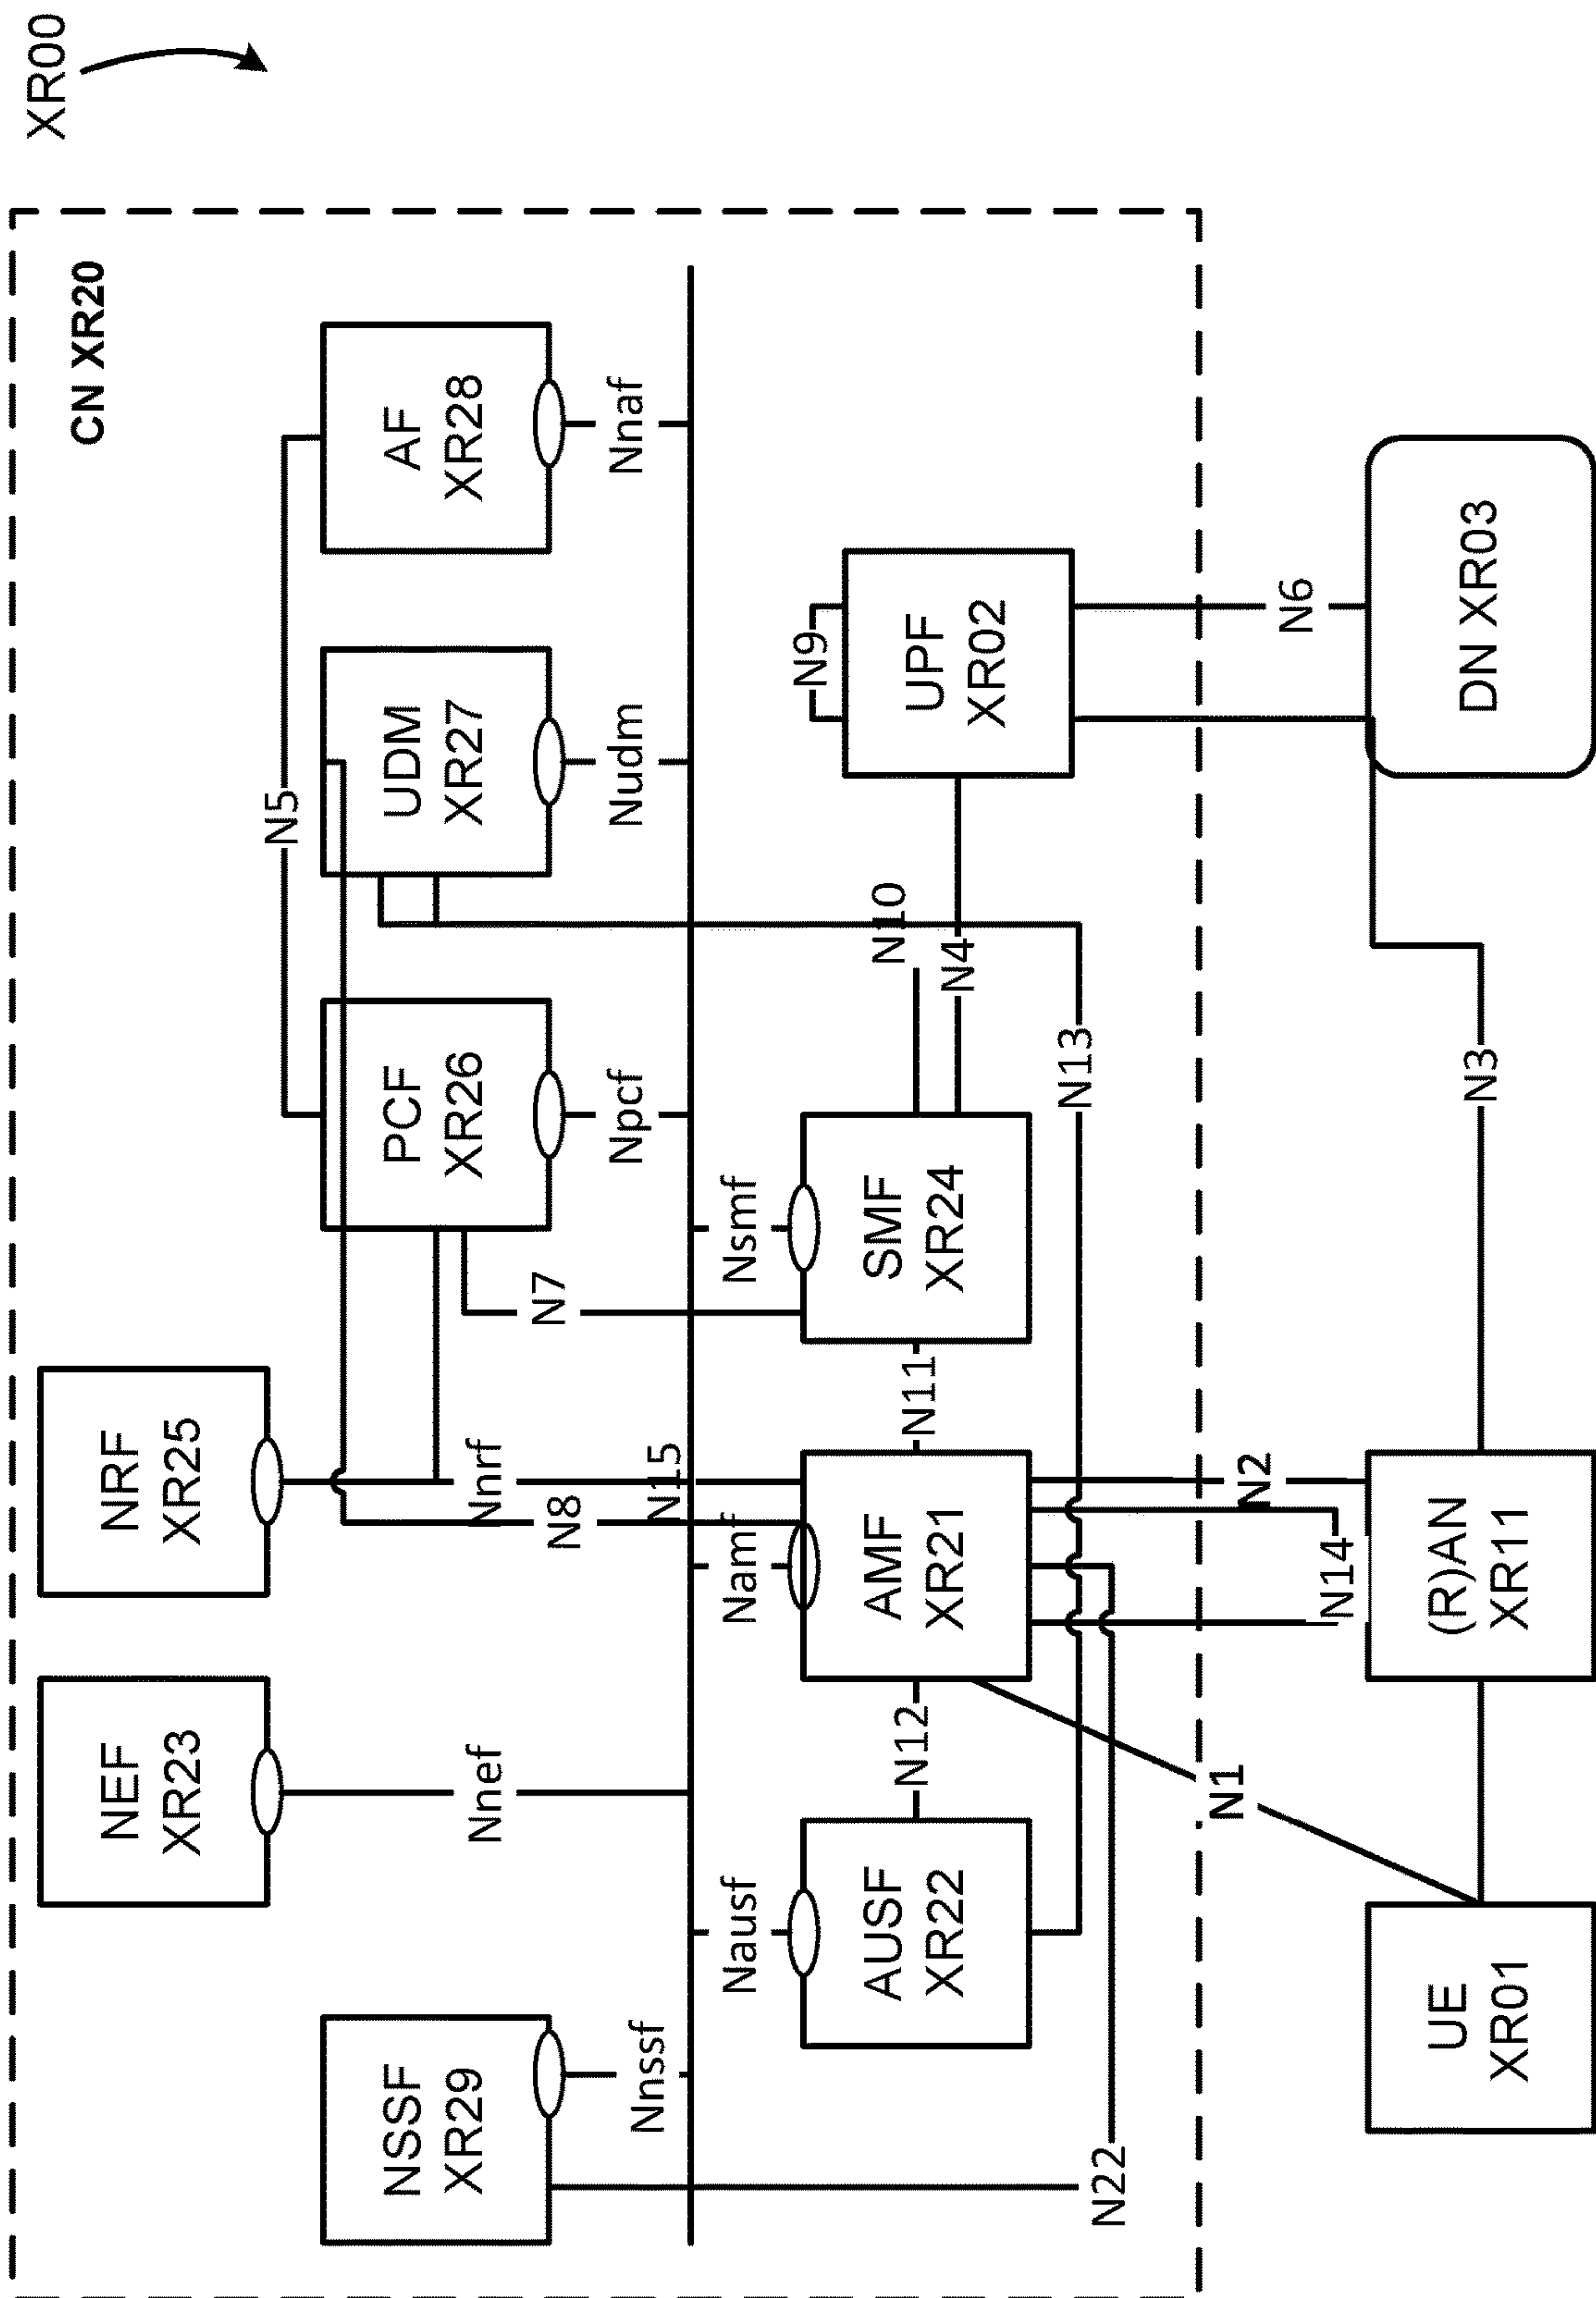 XR00
CN XR20
NEF
XR23
NRF
XR25
N5
NSSF
XR29
PCF
XR26
UDM
XR27
AF
XR28
Nnef
Nnrf
N8
N7
Nnssf
Npcf
Nudm
Nnaf
N15
Nausf
Namf
Nsmf
N9
AUSF
XR22
N12
AMF
XR21
N11
SMF
XR24
N10
N4
UPF
XR02
N13
N22
N1
N2
N6
N14
UE
XR01
(R)AN
XR11
N3
DN XR03